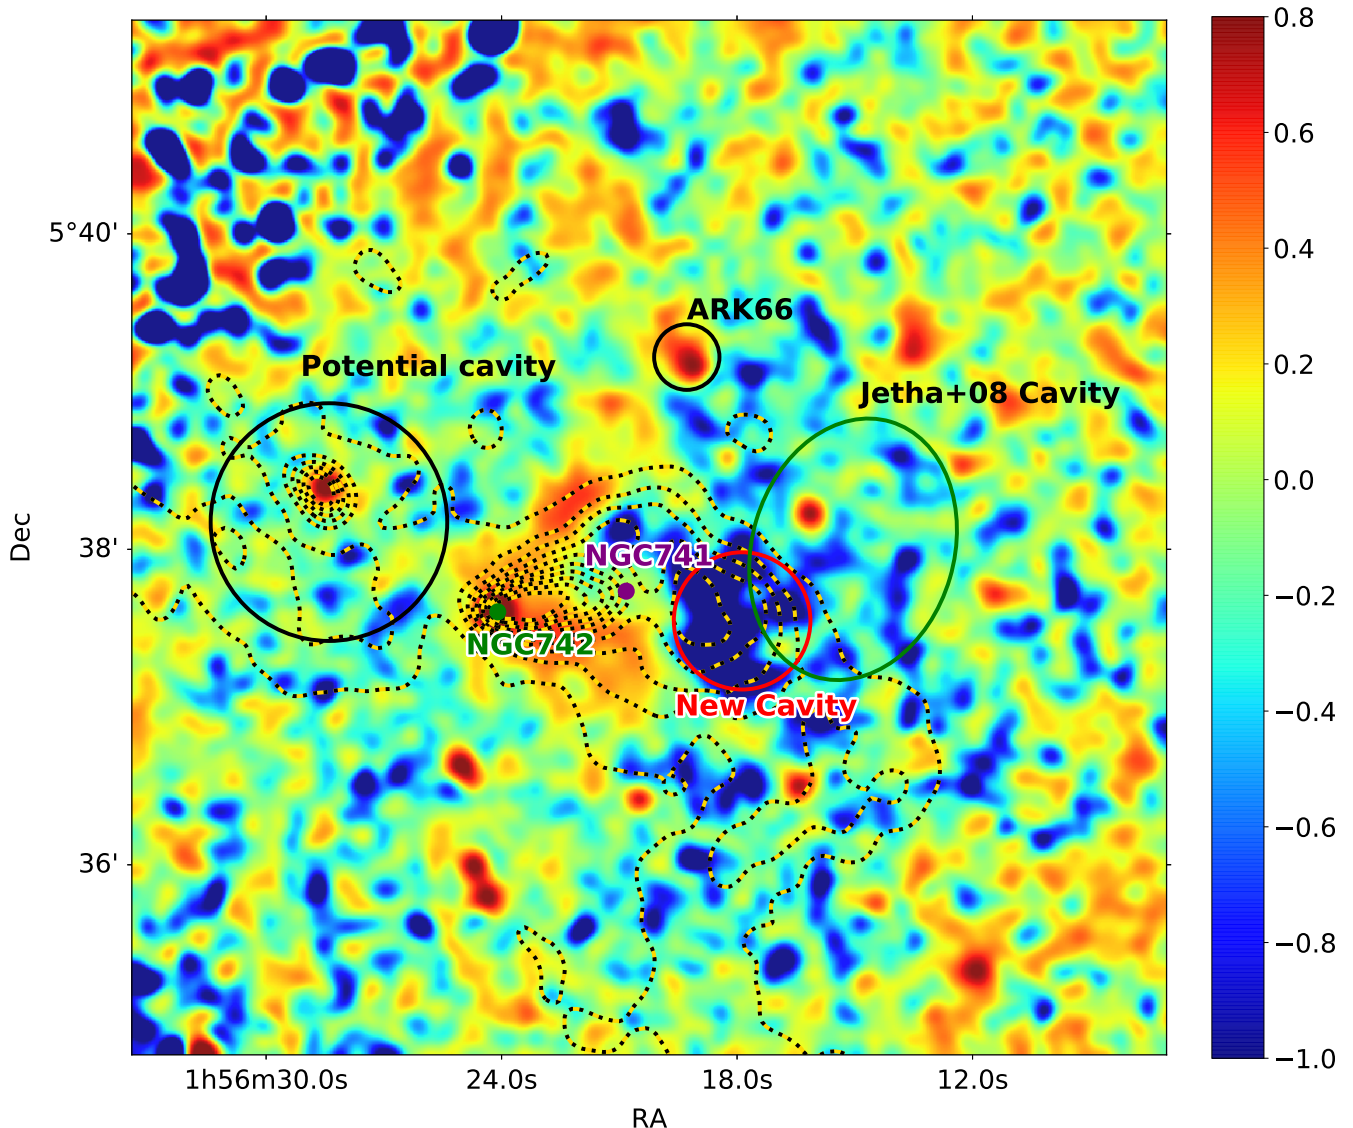 0.8
ARK66
Potential cavity
Jetha+08 Cavity
NGC741
NGC742
New Cavity
5°40'
38'
36'
Dec
1h56m30.0s 24.0s 18.0s 12.0s
RA
0.6
0.4
0.2
0.0
−0.2
−0.4
−0.6
−0.8
−1.0